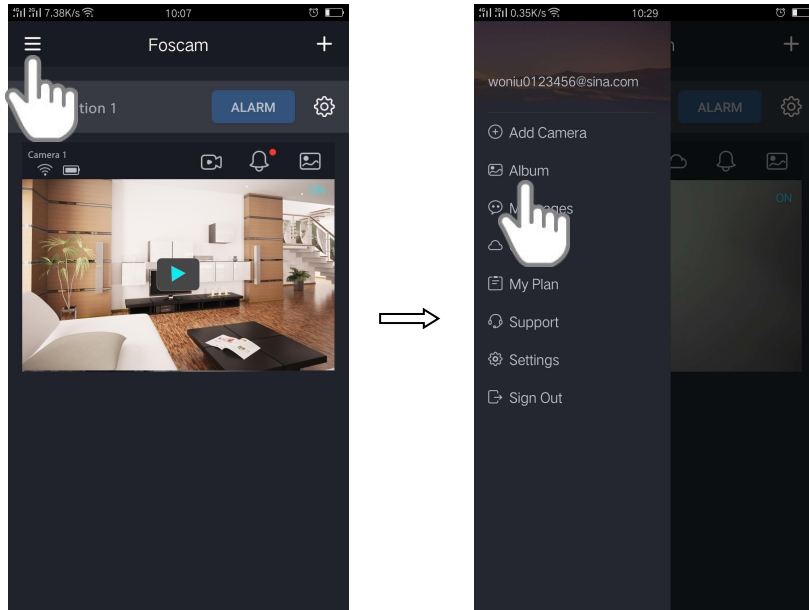 7.38K/s 10:07
Foscam
tion 1 ALARM
Camera 1
0.35K/s 10:29
woniu0123456@sina.com
Add Camera
ALARM
Album
ON
My Plan
Support
Settings
Sign Out